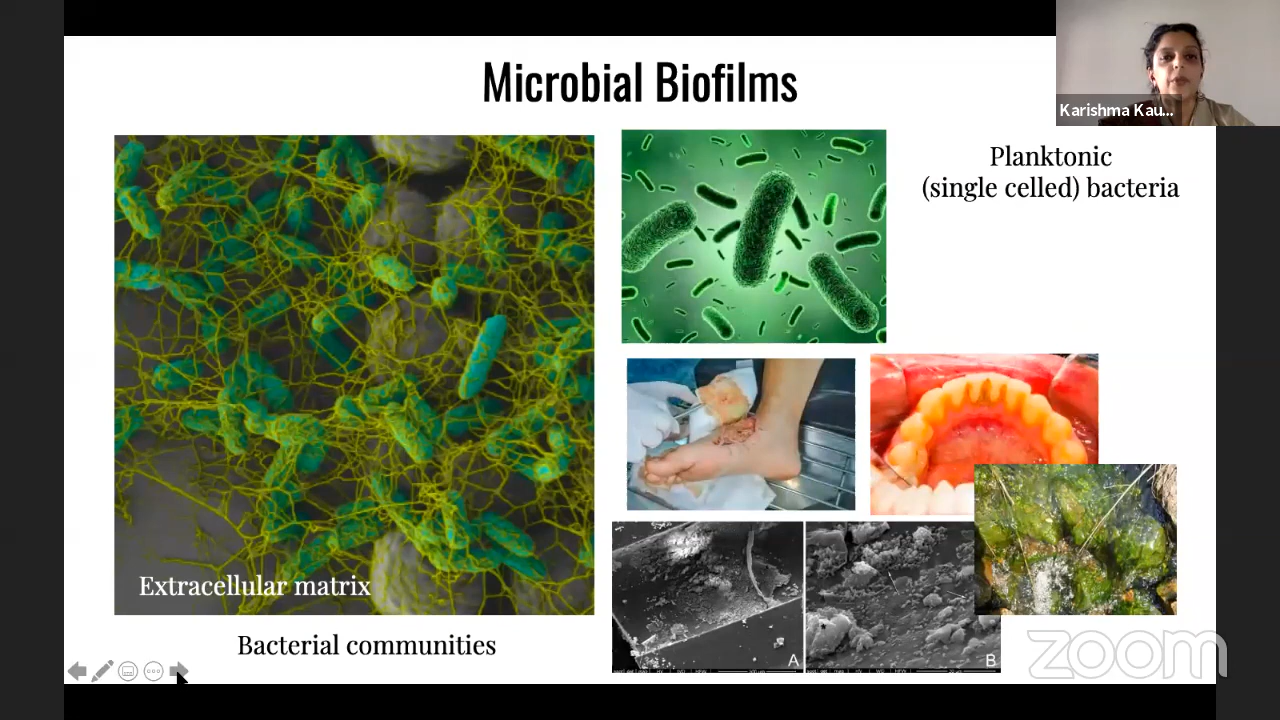 Microbial Biofilms
Karishma Kau...
Planktonic
(single celled) bacteria
Extracellular matrix
Bacterial communities
A
B
zoom